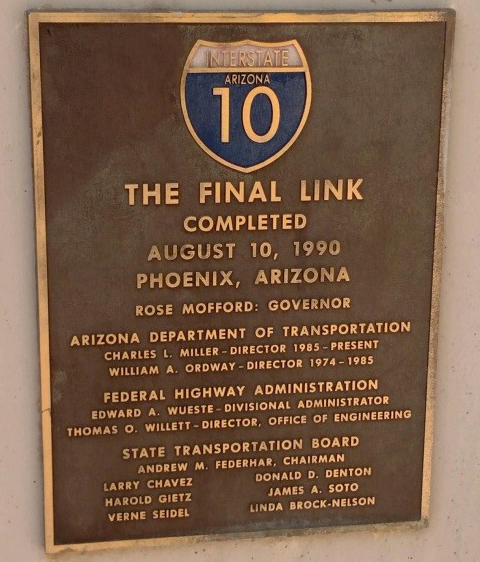 INTERSTATE
ARIZONA
10
THE FINAL LINK
COMPLETED
AUGUST 10, 1990
PHOENIX, ARIZONA
ROSE MOFFORD: GOVERNOR
ARIZONA DEPARTMENT OF TRANSPORTATION
CHARLES L. MILLER-DIRECTOR 1985-PRESENT
WILLIAM A. ORDWAY-DIRECTOR 1974-1985
FEDERAL HIGHWAY ADMINISTRATION
EDWARD A. WUESTE-DIVISIONAL ADMINISTRATOR
THOMAS O. WILLETT-DIRECTOR, OFFICE OF ENGINEERING
STATE TRANSPORTATION BOARD
ANDREW M. FEDERHAR, CHAIRMAN
LARRY CHAVEZ
HAROLD GIETZ
VERNE SEIDEL
DONALD D. DENTON
JAMES A. SOTO
LINDA BROCK-NELSON